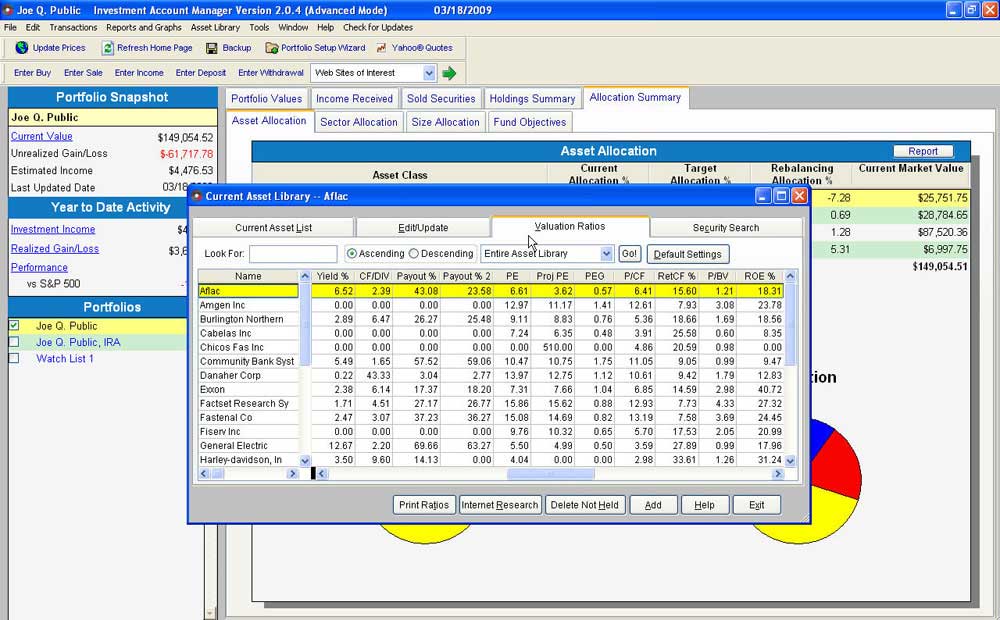 Joe Q. Public Investment Account Manager Version 2.0.4 (Advanced Mode) 03/18/2009
File Edit Transactions Reports and Graphs Asset Library Tools Window Help Check for Updates
Update Prices Refresh Home Page Backup Portfolio Setup Wizard Yahoo® Quotes
Enter Buy Enter Sale Enter Income Enter Deposit Enter Withdrawal Web Sites of Interest
Portfolio Snapshot
Joe Q. Public
Current Value $149,054.52
Unrealized Gain/Loss $-61,717.78
Estimated Income $4,476.53
Last Updated Date 03/18/2009
Year to Date Activity
Investment Income $4
Realized Gain/Loss $3,6
Performance
vs S&P 500 -
Portfolios
Joe Q. Public
Joe Q. Public, IRA
Watch List 1
Portfolio Values Income Received Sold Securities Holdings Summary Allocation Summary
Asset Allocation Sector Allocation Size Allocation Fund Objectives
Asset Allocation Report
Asset Class Current Allocation % Target Allocation % Rebalancing Allocation % Current Market Value
-7.28 $25,751.75
0.69 $28,784.65
1.28 $87,520.36
5.31 $6,997.75
$149,054.51
tion
Current Asset Library -- Aflac
Current Asset List Edit/Update Valuation Ratios Security Search
Look For: Ascending Descending Entire Asset Library Go! Default Settings
Name Yield % CF/DIV Payout % Payout % 2 PE Proj PE PEG P/CF RetCF % P/BV ROE %
Aflac 6.52 2.39 43.08 23.58 6.61 3.62 0.57 6.41 15.60 1.21 18.31
Amgen Inc 0.00 0.00 0.00 0.00 12.97 11.17 1.41 12.61 7.93 3.08 23.78
Burlington Northern 2.89 6.47 26.27 25.48 9.11 8.83 0.76 5.36 18.66 1.69 18.56
Cabelas Inc 0.00 0.00 0.00 0.00 7.24 6.35 0.48 3.91 25.58 0.60 8.35
Chicos Fas Inc 0.00 0.00 0.00 0.00 510.00 0.00 4.86 20.59 0.98 0.00
Community Bank Syst 5.49 1.65 57.52 59.06 10.47 10.75 1.75 11.05 9.05 0.99 9.47
Danaher Corp 0.22 43.33 3.04 2.77 13.97 12.75 1.12 10.61 9.42 1.79 12.83
Exxon 2.38 6.14 17.37 18.20 7.31 7.66 1.04 6.85 14.59 2.98 40.72
Factset Research Sy 1.71 4.51 27.17 26.77 15.86 15.62 0.88 12.93 7.73 4.33 27.32
Fastenal Co 2.47 3.07 37.23 36.27 15.08 14.69 0.82 13.19 7.58 3.69 24.45
Fiserv Inc 0.00 0.00 0.00 0.00 9.76 10.32 0.65 5.70 17.53 2.05 20.99
General Electric 12.67 2.20 69.66 63.27 5.50 4.99 0.50 3.59 27.89 0.99 17.96
Harley-davidson, In 3.50 9.60 14.13 0.00 4.04 0.00 0.00 2.98 33.61 1.26 31.24
Print Ratios Internet Research Delete Not Held Add Help Exit